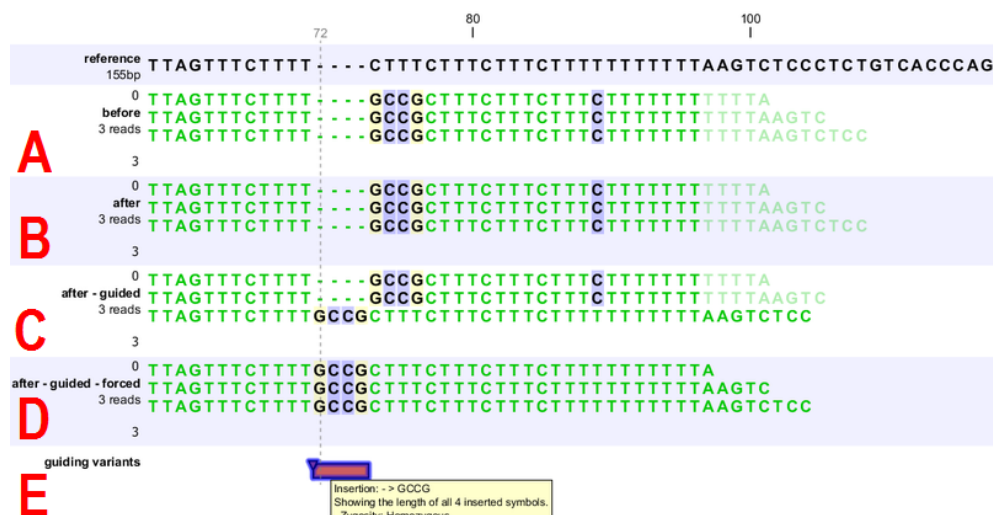 72
80
100
reference
155bp
TTAGTTTCTTTT----CTTTCTTTCTTTCTTTTTTTTTTTAAGTCTCCCTCTGTCACCCAG
A
0
before
3 reads
3
TTAGTTTCTTTT----GCCGCTTTCTTTCTTTCTTTTTTTTTTTA
TTAGTTTCTTTT----GCCGCTTTCTTTCTTTCTTTTTTTTTTTAAGTC
TTAGTTTCTTTT----GCCGCTTTCTTTCTTTCTTTTTTTTTTTAAGTCTCC
B
0
after
3 reads
3
TTAGTTTCTTTT----GCCGCTTTCTTTCTTTCTTTTTTTTTTTA
TTAGTTTCTTTT----GCCGCTTTCTTTCTTTCTTTTTTTTTTTAAGTC
TTAGTTTCTTTT----GCCGCTTTCTTTCTTTCTTTTTTTTTTTAAGTCTCC
C
0
after - guided
3 reads
3
TTAGTTTCTTTT----GCCGCTTTCTTTCTTTCTTTTTTTTTTTA
TTAGTTTCTTTT----GCCGCTTTCTTTCTTTCTTTTTTTTTTTAAGTC
TTAGTTTCTTTTGCCGCTTTCTTTCTTTCTTTTTTTTTTTAAGTCTCC
D
0
after - guided - forced
3 reads
3
TTAGTTTCTTTTGCCGCTTTCTTTCTTTCTTTTTTTTTTTA
TTAGTTTCTTTTGCCGCTTTCTTTCTTTCTTTTTTTTTTTAAGTC
TTAGTTTCTTTTGCCGCTTTCTTTCTTTCTTTTTTTTTTTAAGTCTCC
E
guiding variants
Insertion: - > GCCG
Showing the length of all 4 inserted symbols.
Zygosity: Homozygous